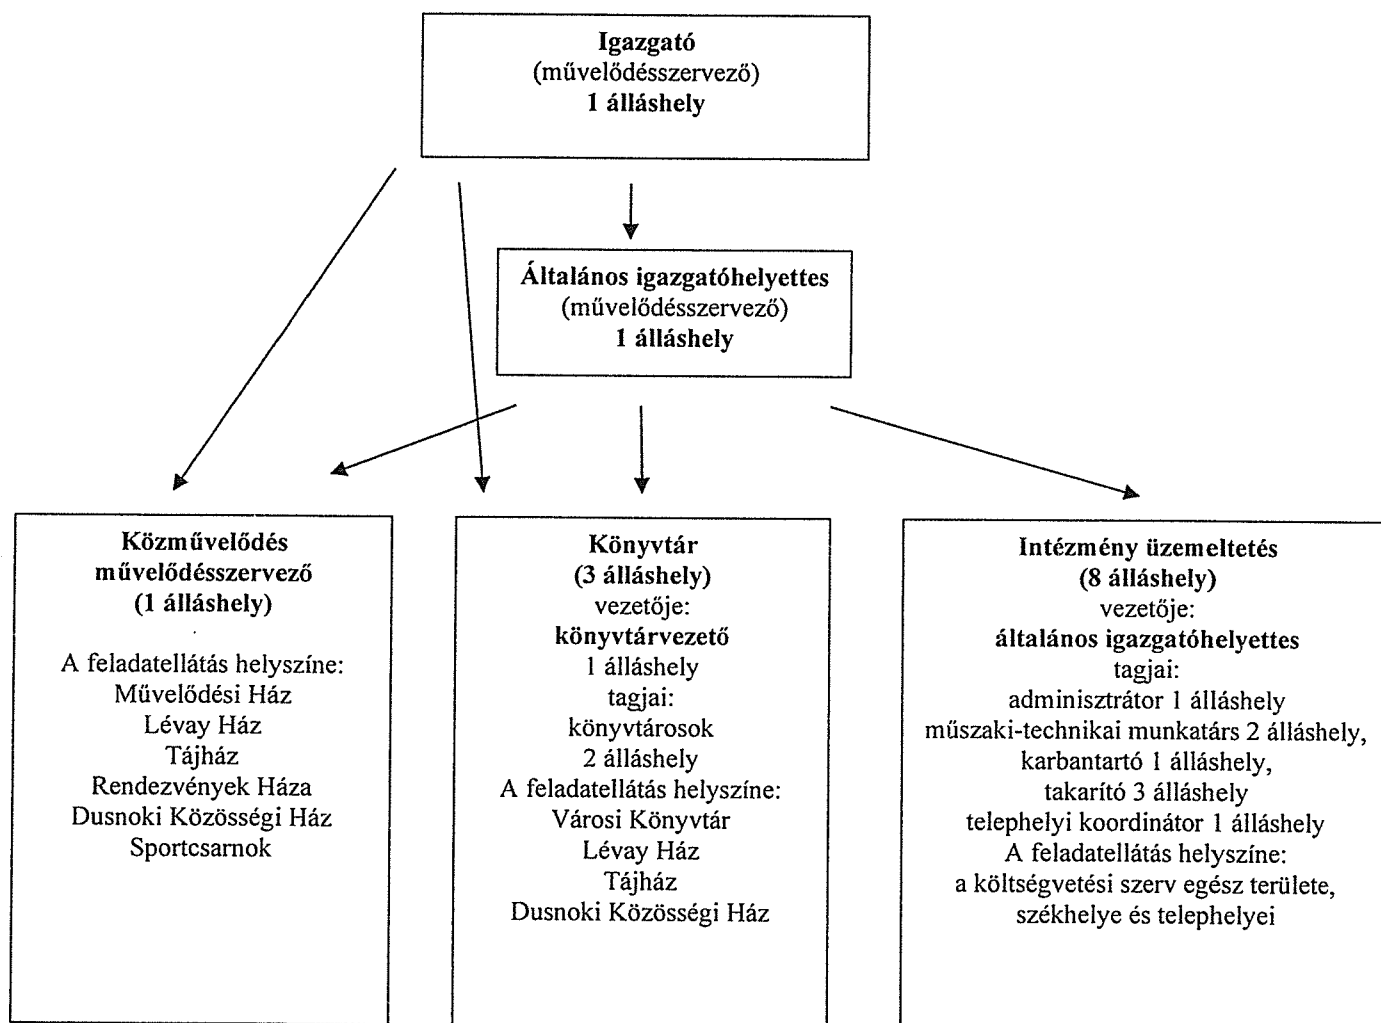 Igazgató
(művelődésszervező)
1 álláshely
Általános igazgatóhelyettes
(művelődésszervező)
1 álláshely
Közművelődés
művelődésszervező
(1 álláshely)
A feladatellátás helyszíne:
Művelődési Ház
Lévay Ház
Tájház
Rendezvények Háza
Dusnoki Közösségi Ház
Sportcsarnok
Könyvtár
(3 álláshely)
vezetője:
könyvtárvezető
1 álláshely
tagjai:
könyvtárosok
2 álláshely
A feladatellátás helyszíne:
Városi Könyvtár
Lévay Ház
Tájház
Dusnoki Közösségi Ház
Intézmény üzemeltetés
(8 álláshely)
vezetője:
általános igazgatóhelyettes
tagjai:
adminisztrátor 1 álláshely
műszaki-technikai munkatárs 2 álláshely,
karbantartó 1 álláshely,
takarító 3 álláshely
telephelyi koordinátor 1 álláshely
A feladatellátás helyszíne:
a költségvetési szerv egész területe,
székhelye és telephelyei